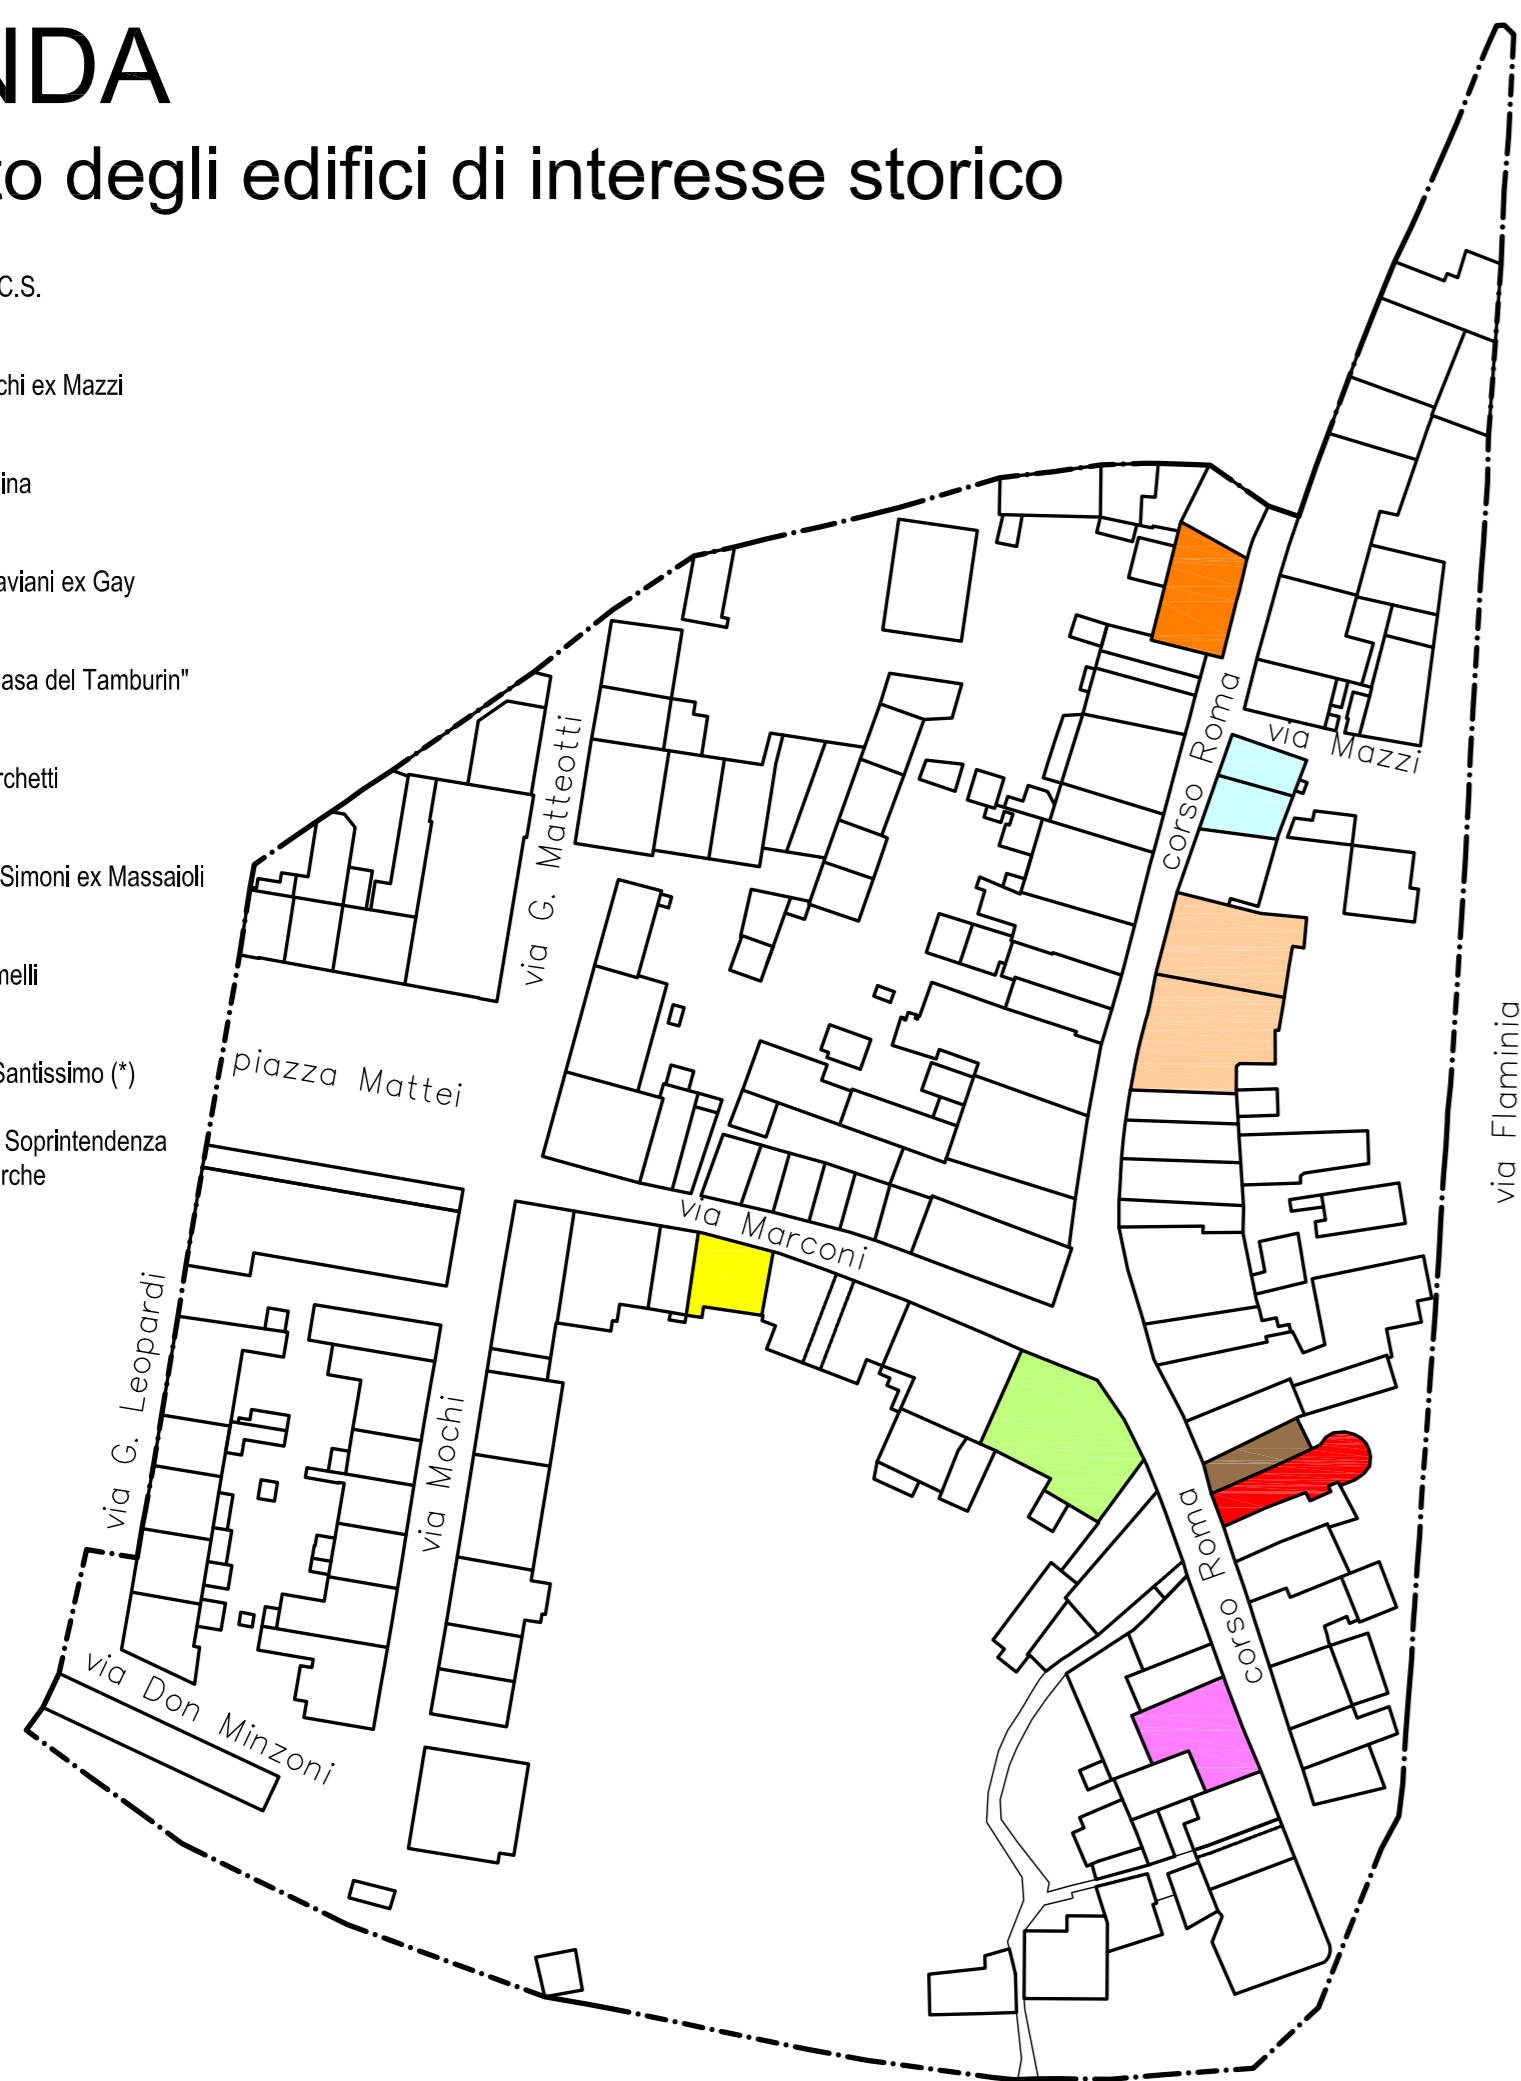 NDA
to degli edifici di interesse storico
C.S.
chi ex Mazzi
ina
aviani ex Gay
asa del Tamburin"
rchetti
Simoni ex Massaioli
nelli
Santissimo (*)
Soprintendenza
rche
corso Roma
via Mazzi
via G. Matteotti
piazza Mattei
via Flaminia
via Marconi
via G. Leopardi
via Mochi
corso Roma
via Don Minzoni